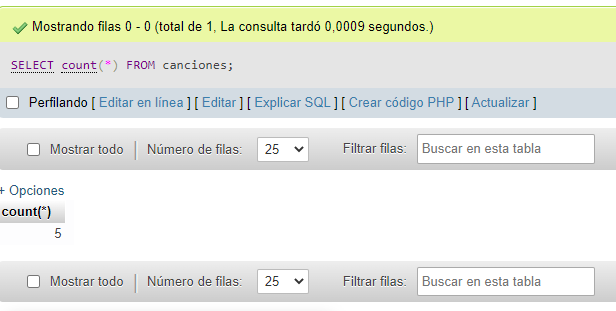 Mostrando filas 0 - 0 (total de 1, La consulta tardó 0,0009 segundos.)
SELECT count(*) FROM canciones;
Perfilando [ Editar en línea ] [ Editar ] [ Explicar SQL ] [ Crear código PHP ] [ Actualizar ]
Mostrar todo Número de filas: 25 Filtrar filas: Buscar en esta tabla
+ Opciones
count(*)
5
Mostrar todo Número de filas: 25 Filtrar filas: Buscar en esta tabla